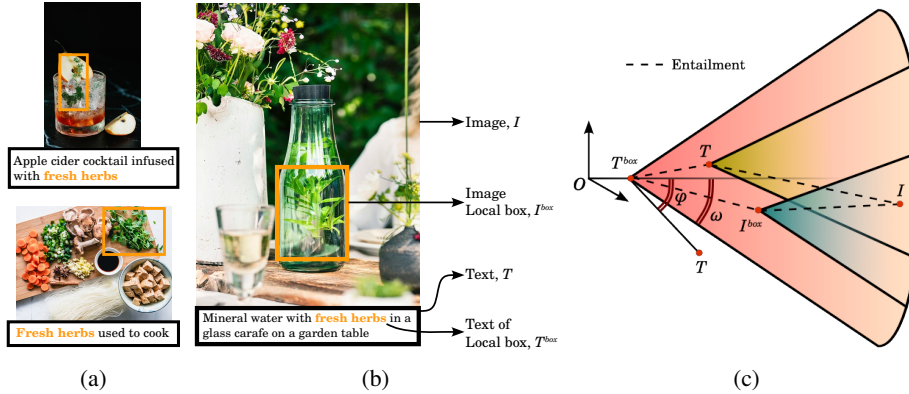 Apple cider cocktail infused
with fresh herbs
Fresh herbs used to cook
(a)
Mineral water with fresh herbs in a
glass carafe on a garden table
(b)
Image, I
Image
Local box, I^box
Text, T
Text of
Local box, T^box
Entailment
T^box
T
O
φ
ω
I^box
I
T
(c)